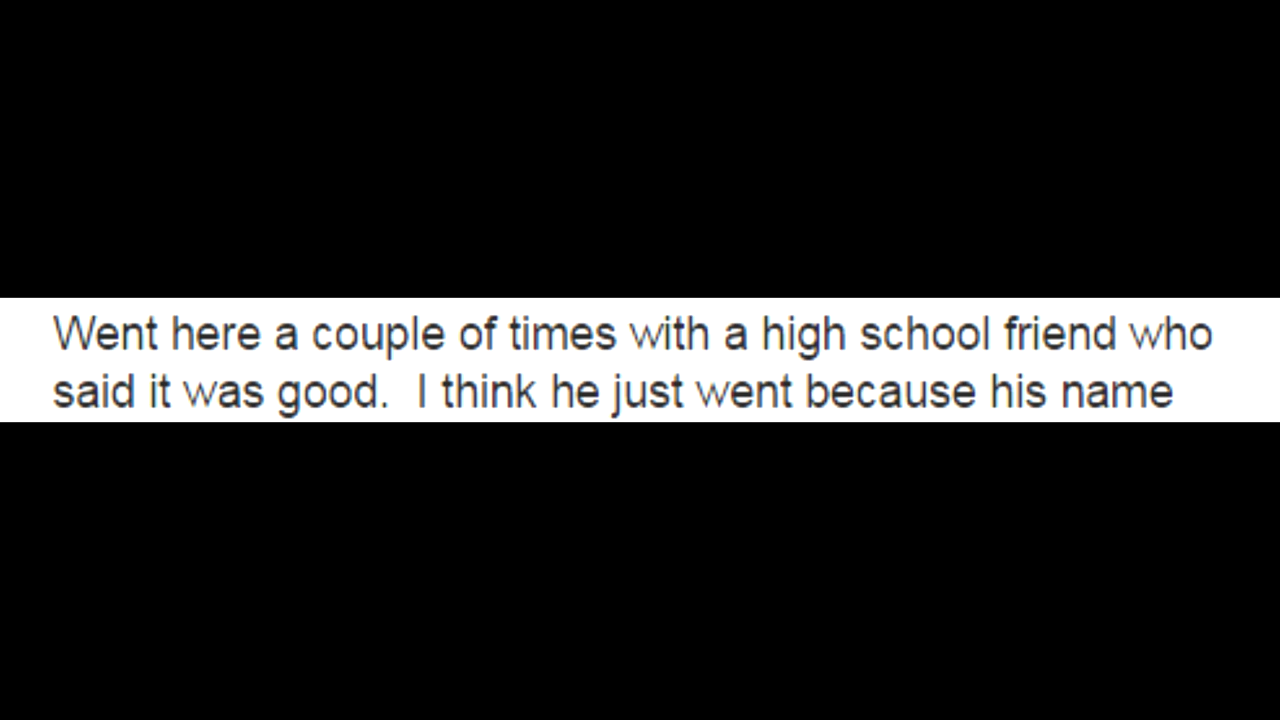 Went here a couple of times with a high school friend who
said it was good.  I think he just went because his name